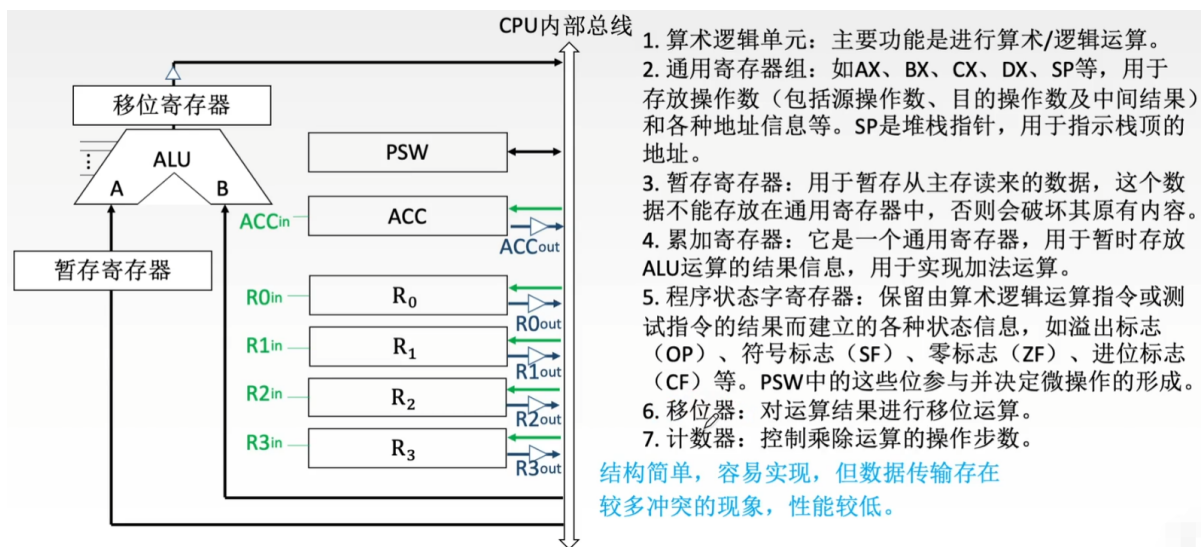 CPU内部总线
移位寄存器
ALU
A
B
暂存寄存器
PSW
ACCin
ACC
ACCout
R0in
R₀
R0out
R1in
R₁
R1out
R2in
R₂
R2out
R3in
R₃
R3out
1. 算术逻辑单元：主要功能是进行算术/逻辑运算。
2. 通用寄存器组：如AX、BX、CX、DX、SP等，用于
存放操作数（包括源操作数、目的操作数及中间结果）
和各种地址信息等。SP是堆栈指针，用于指示栈顶的
地址。
3. 暂存寄存器：用于暂存从主存读来的数据，这个数
据不能存放在通用寄存器中，否则会破坏其原有内容。
4. 累加寄存器：它是一个通用寄存器，用于暂时存放
ALU运算的结果信息，用于实现加法运算。
5. 程序状态字寄存器：保留由算术逻辑运算指令或测
试指令的结果而建立的各种状态信息，如溢出标志
（OP）、符号标志（SF）、零标志（ZF）、进位标志
（CF）等。PSW中的这些位参与并决定微操作的形成。
6. 移位器：对运算结果进行移位运算。
7. 计数器：控制乘除运算的操作步数。
结构简单，容易实现，但数据传输存在
较多冲突的现象，性能较低。